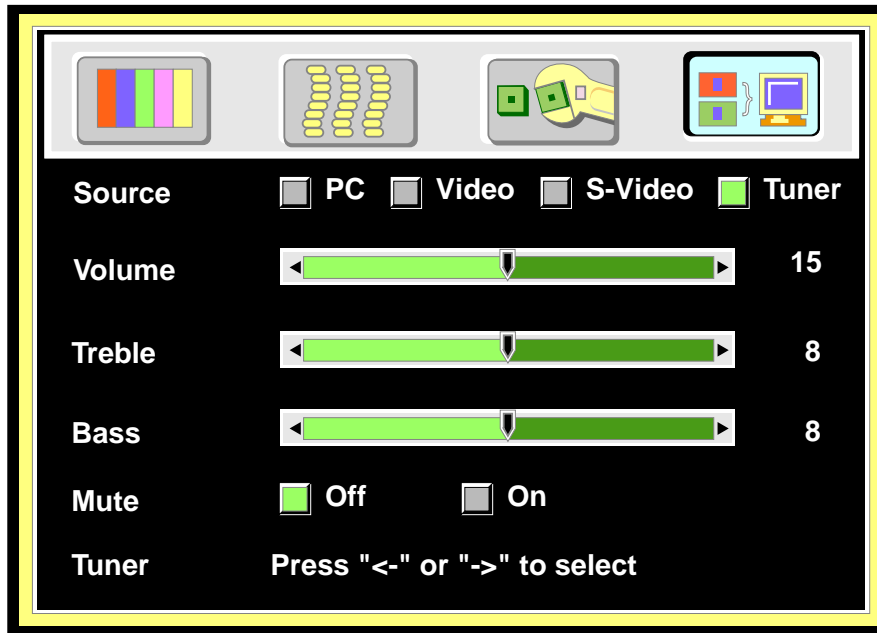 Source PC Video S-Video Tuner
Volume 15
Treble 8
Bass 8
Mute Off On
Tuner Press "<-" or "->" to select